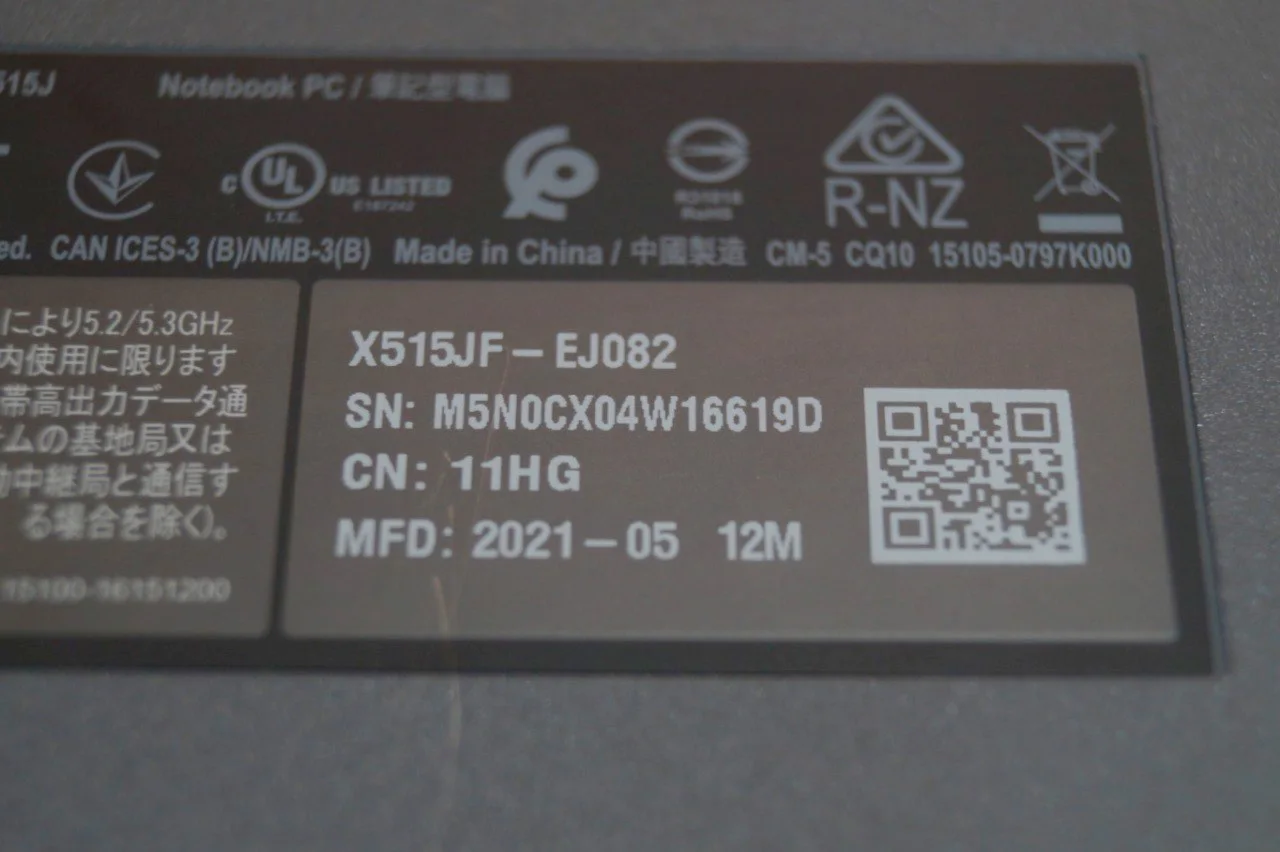 515J Notebook PC / 筆記型電腦
C UL US LISTED
I.T.E. E187242
R31018
RoHS
R-NZ
ed. CAN ICES-3 (B)/NMB-3(B) Made in China / 中國製造 CM-5 CQ10 15105-0797K000
により5.2/5.3GHz
内使用に限ります
帯高出力データ通
テムの基地局又は
動中継局と通信す
る場合を除く)。
15100-16151200
X515JF-EJ082
SN: M5N0CX04W16619D
CN: 11HG
MFD: 2021-05 12M